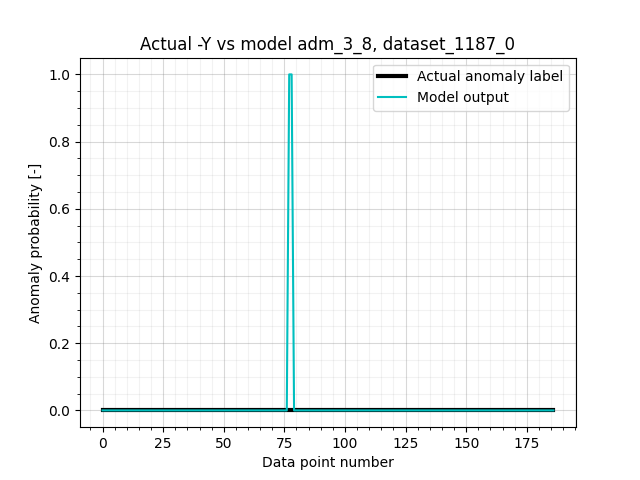 Actual -Y vs model adm_3_8, dataset_1187_0
Actual anomaly label
Model output
Anomaly probability [-]
1.0
0.8
0.6
0.4
0.2
0.0
0 25 50 75 100 125 150 175
Data point number